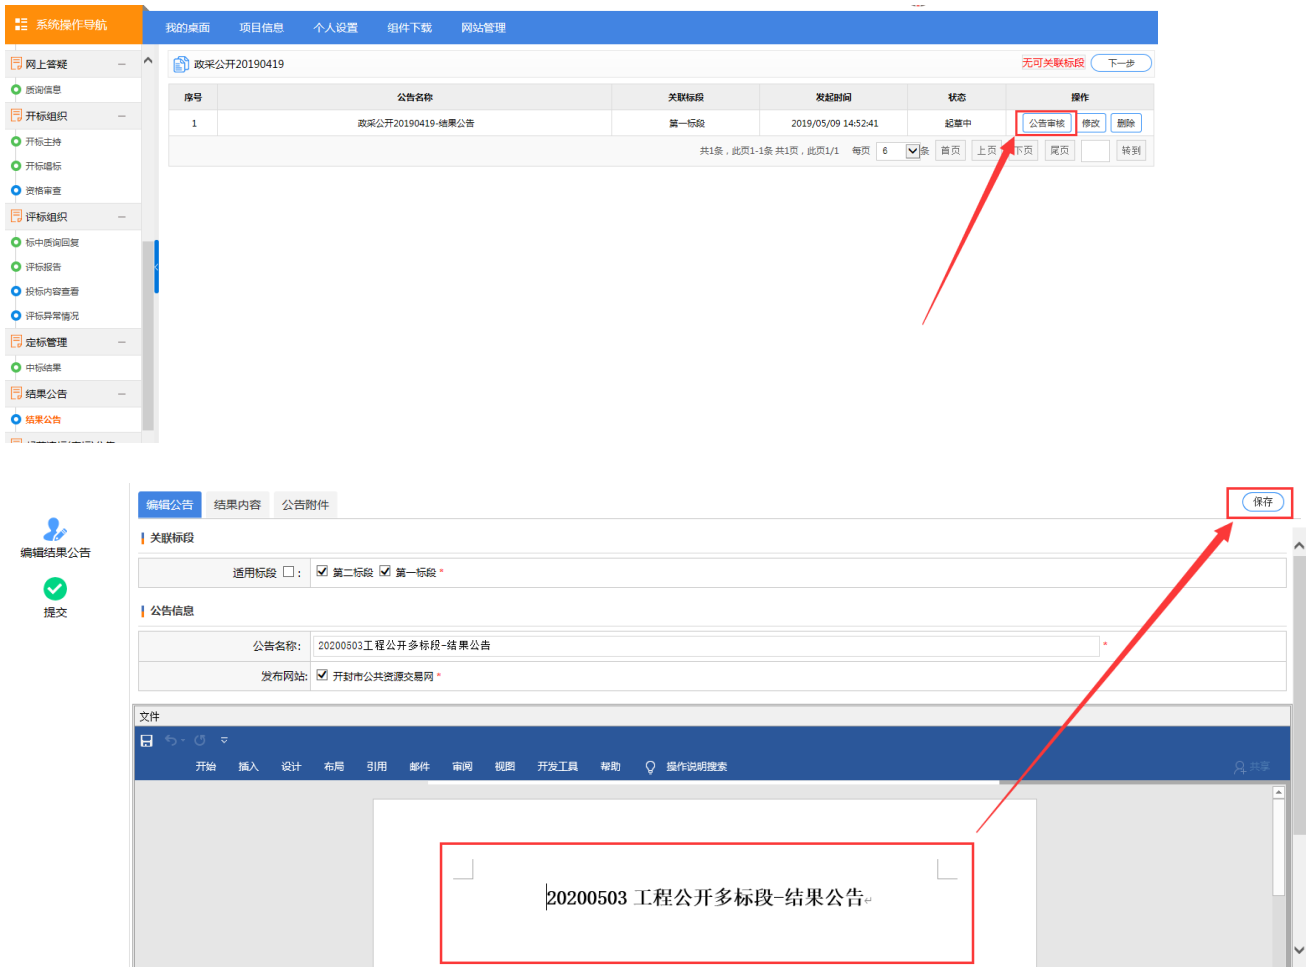 系统操作导航
我的桌面 项目信息 个人设置 组件下载 网站管理
网上答疑
质询信息
开标组织
开标主持
开标唱标
资格审查
评标组织
标中质询回复
评标报告
投标内容查看
评标异常情况
定标管理
中标结果
结果公告
结果公告
政采公开20190419
无可关联标段 下一步
序号 公告名称 关联标段 发起时间 状态 操作
1 政采公开20190419-结果公告 第一标段 2019/05/09 14:52:41 起草中 公告审核 修改 删除
共1条，此页1-1条 共1页，此页1/1 每页 6 条 首页 上页 下页 尾页 转到
编辑结果公告
提交
编辑公告 结果内容 公告附件
保存
关联标段
适用标段 ： 第二标段 第一标段 *
公告信息
公告名称： 20200503工程公开多标段-结果公告 *
发布网站: 开封市公共资源交易网 *
文件
开始 插入 设计 布局 引用 邮件 审阅 视图 开发工具 帮助 操作说明搜索 共享
20200503 工程公开多标段-结果公告